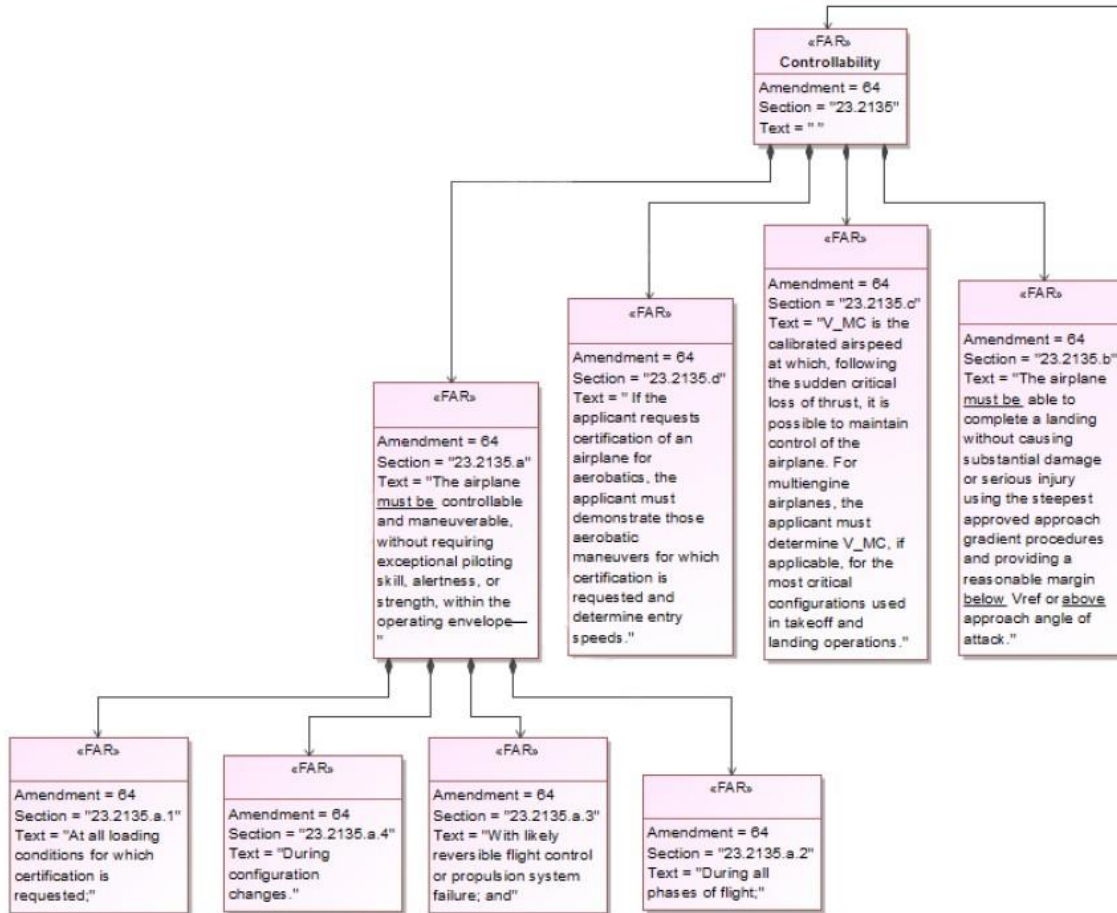 «FAR»
Controllability
Amendment = 64
Section = "23.2135"
Text = " "
«FAR»
Amendment = 64
Section = "23.2135.a"
Text = "The airplane
must be controllable
and maneuverable,
without requiring
exceptional piloting
skill, alertness, or
strength, within the
operating envelope—
"
«FAR»
Amendment = 64
Section = "23.2135.d"
Text = " If the
applicant requests
certification of an
airplane for
aerobatics, the
applicant must
demonstrate those
aerobatic
maneuvers for which
certification is
requested and
determine entry
speeds."
«FAR»
Amendment = 64
Section = "23.2135.c"
Text = "V_MC is the
calibrated airspeed
at which, following
the sudden critical
loss of thrust, it is
possible to maintain
control of the
airplane. For
multiengine
airplanes, the
applicant must
determine V_MC, if
applicable, for the
most critical
configurations used
in takeoff and
landing operations."
«FAR»
Amendment = 64
Section = "23.2135.b"
Text = "The airplane
must be able to
complete a landing
without causing
substantial damage
or serious injury
using the steepest
approved approach
gradient procedures
and providing a
reasonable margin
below Vref or above
approach angle of
attack."
«FAR»
Amendment = 64
Section = "23.2135.a.1"
Text = "At all loading
conditions for which
certification is
requested;"
«FAR»
Amendment = 64
Section = "23.2135.a.4"
Text = "During
configuration
changes."
«FAR»
Amendment = 64
Section = "23.2135.a.3"
Text = "With likely
reversible flight control
or propulsion system
failure; and"
«FAR»
Amendment = 64
Section = "23.2135.a.2"
Text = "During all
phases of flight;"